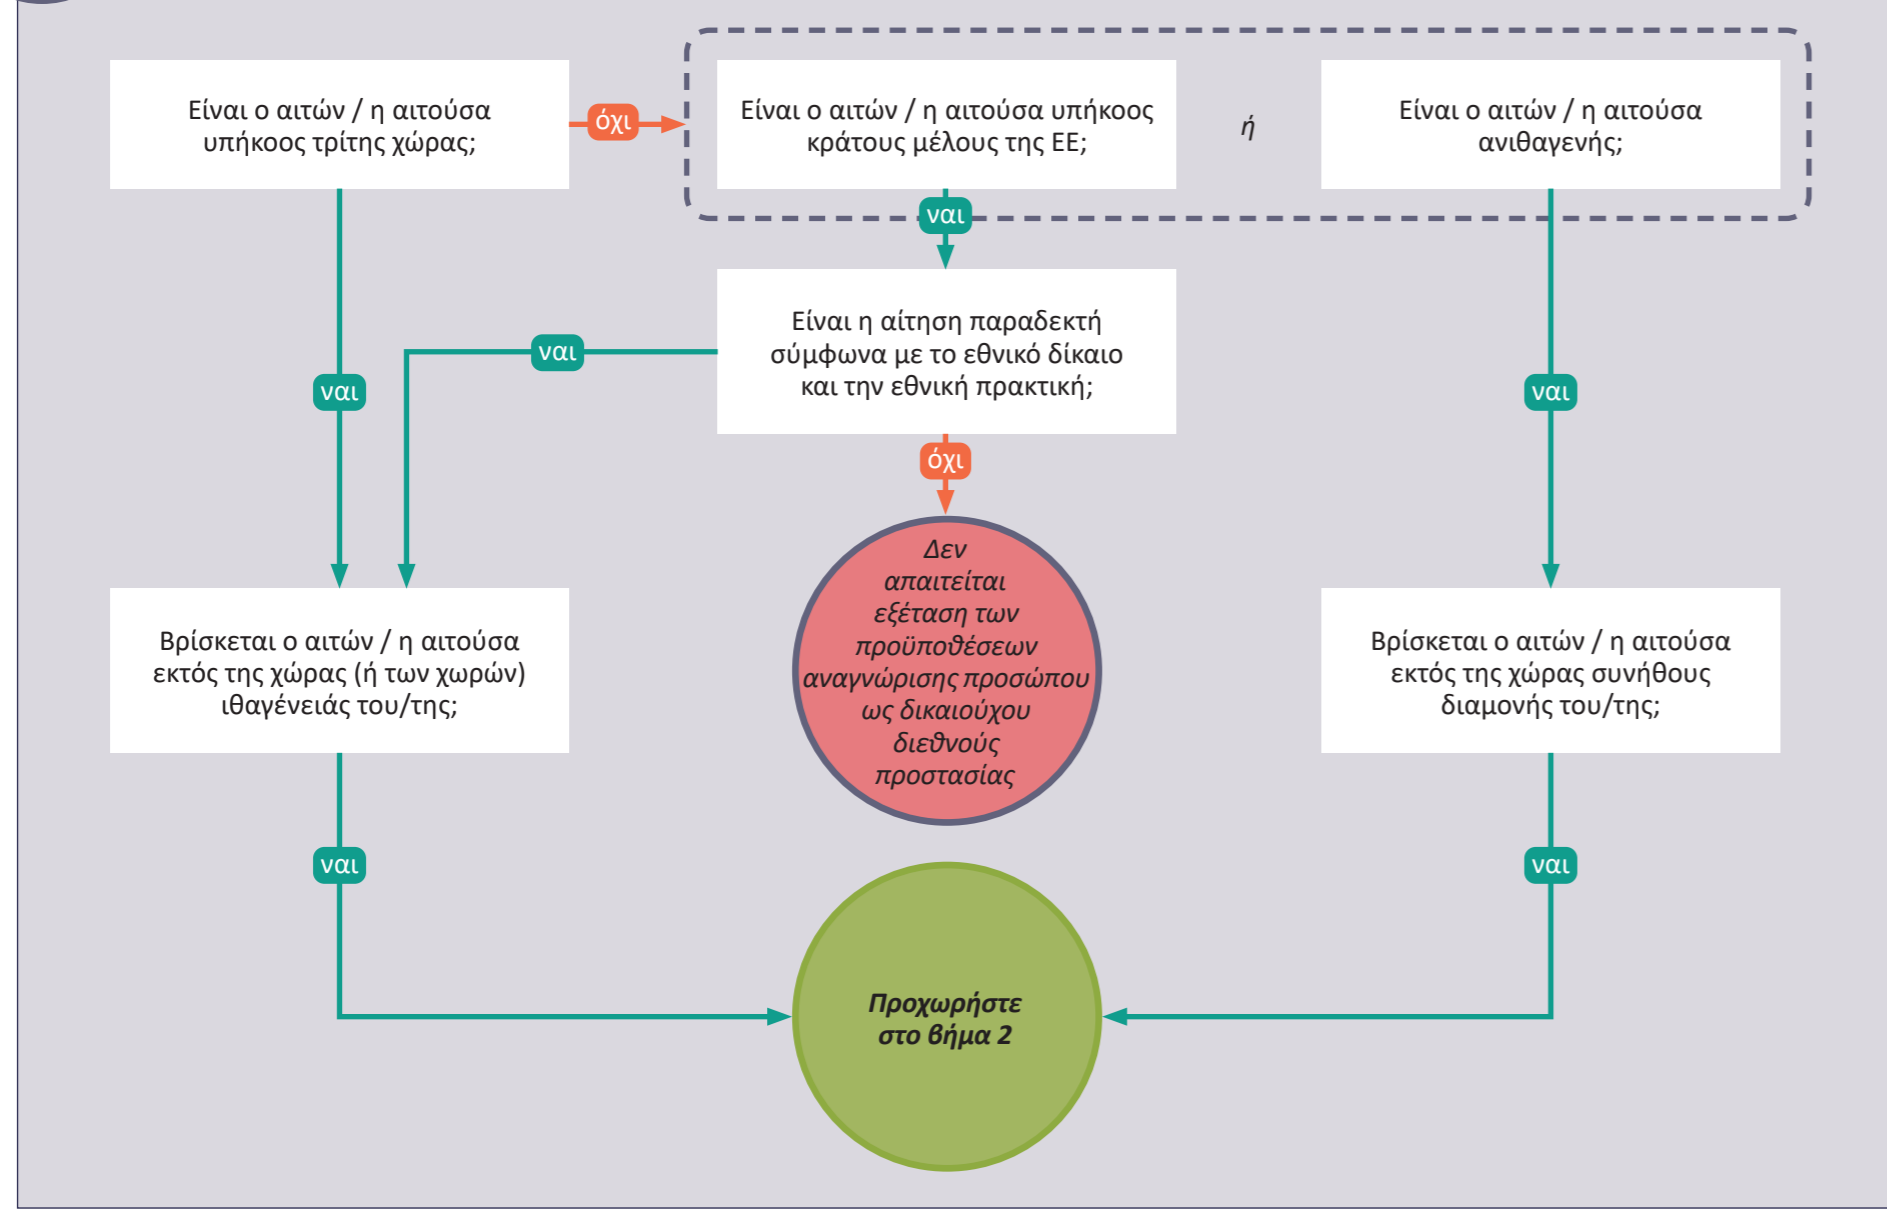 Είναι ο αιτών / η αιτούσα
υπήκοος τρίτης χώρας;
όχι
Είναι ο αιτών / η αιτούσα υπήκοος
κράτους μέλους της ΕΕ;
ή
Είναι ο αιτών / η αιτούσα
ανιθαγενής;
ναι
Είναι η αίτηση παραδεκτή
σύμφωνα με το εθνικό δίκαιο
και την εθνική πρακτική;
ναι
ναι
ναι
όχι
Δεν
απαιτείται
εξέταση των
προϋποθέσεων
αναγνώρισης προσώπου
ως δικαιούχου
διεθνούς
προστασίας
Βρίσκεται ο αιτών / η αιτούσα
εκτός της χώρας (ή των χωρών)
ιθαγένειάς του/της;
Βρίσκεται ο αιτών / η αιτούσα
εκτός της χώρας συνήθους
διαμονής του/της;
ναι
ναι
Προχωρήστε
στο βήμα 2